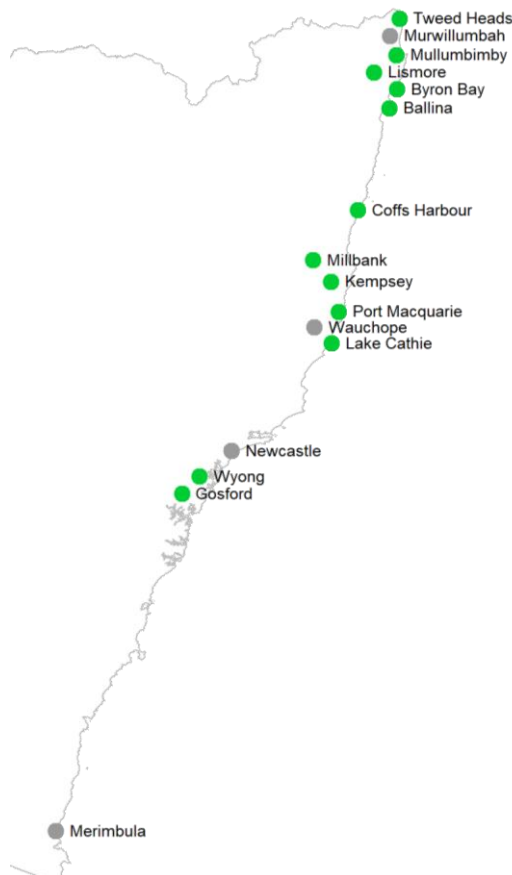 Tweed Heads
Murwillumbah
Mullumbimby
Lismore
Byron Bay
Ballina
Coffs Harbour
Millbank
Kempsey
Port Macquarie
Wauchope
Lake Cathie
Newcastle
Wyong
Gosford
Merimbula